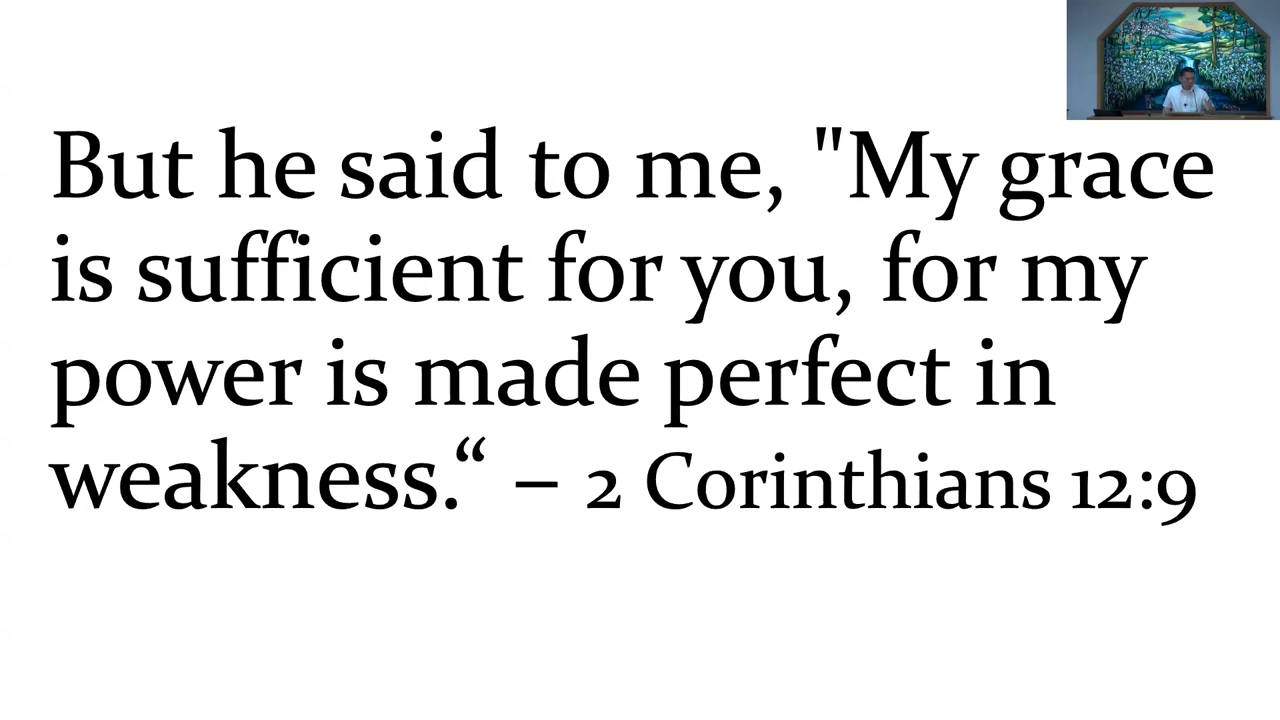 But he said to me, "My grace
is sufficient for you, for my
power is made perfect in
weakness.“ – 2 Corinthians 12:9